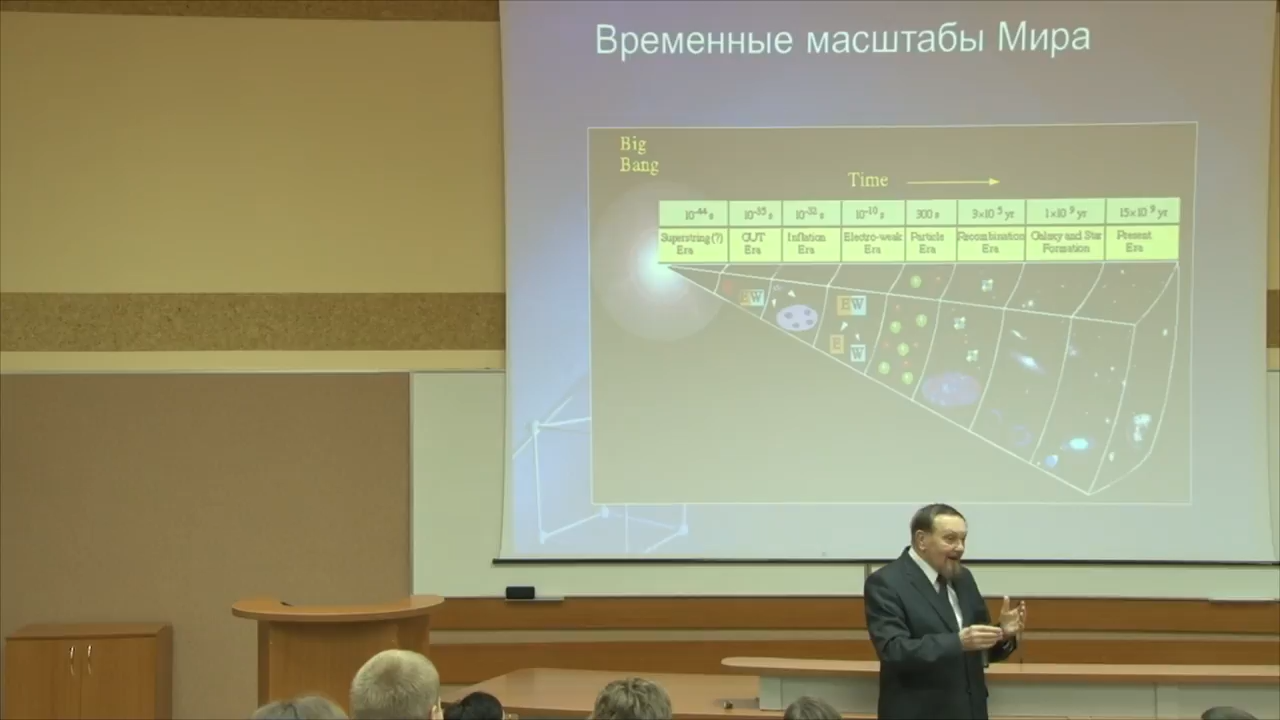 Временные масштабы Мира
Big
Bang
Time
10⁻⁴⁴ s 10⁻³⁵ s 10⁻³² s 10⁻¹⁰ s 300 s 3×10⁵ yr 1×10⁹ yr 15×10⁹ yr
Superstring (?) GUT Inflation Electro-weak Particle Recombination Galaxy and Star Present
Era Era Era Era Era Era Formation Era
EW EW
E W